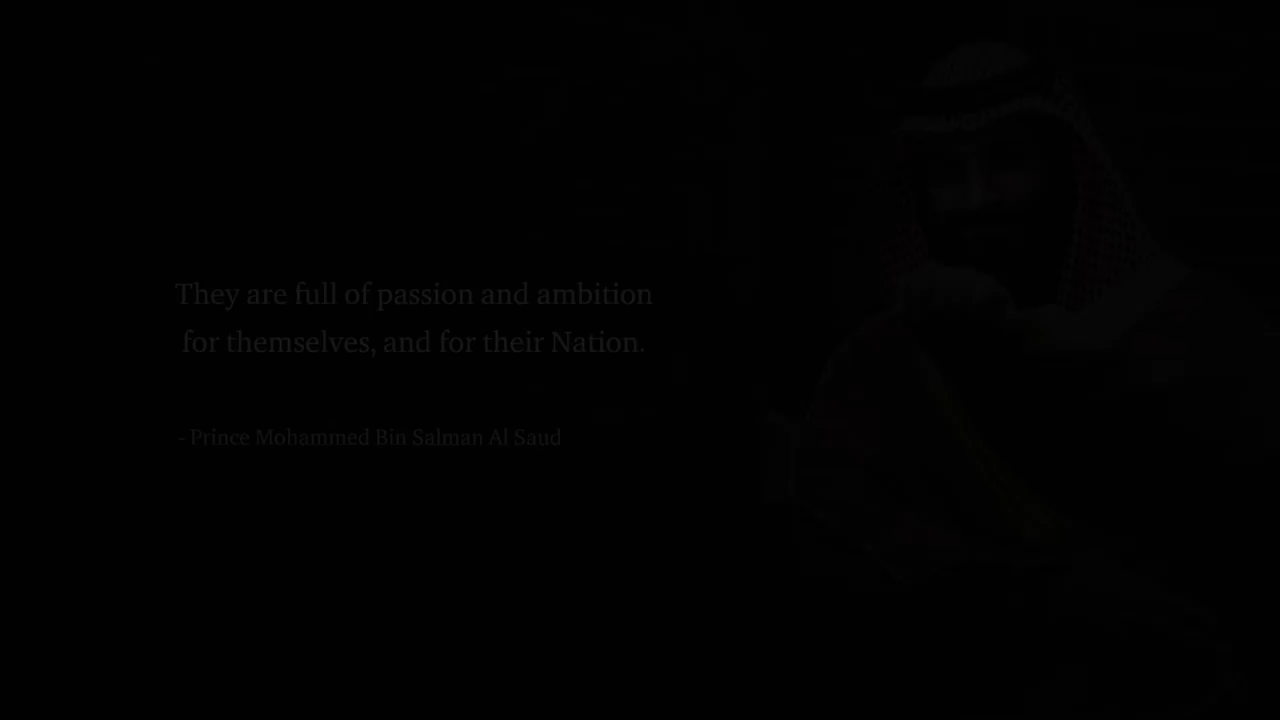 They are full of passion and ambition
for themselves, and for their Nation.
- Prince Mohammed Bin Salman Al Saud